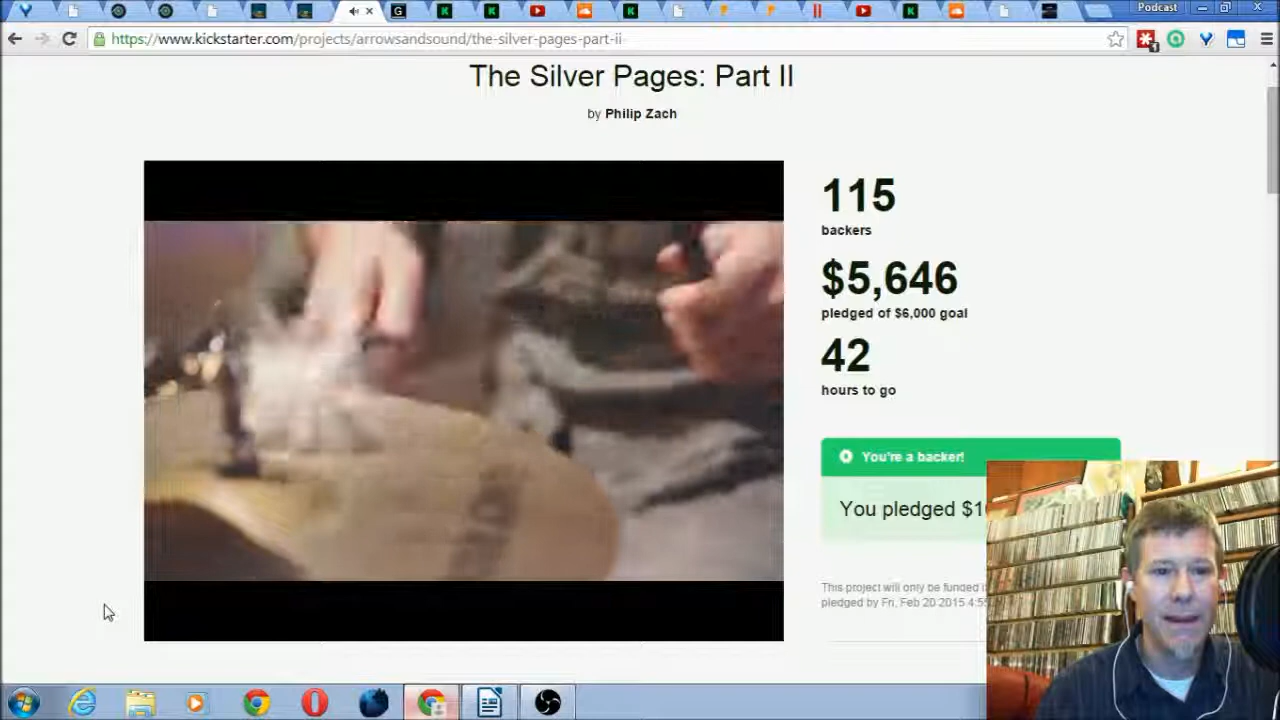 Podcast
https://www.kickstarter.com/projects/arrowsandsound/the-silver-pages-part-ii
The Silver Pages: Part II
by Philip Zach
115
backers
$5,646
pledged of $6,000 goal
42
hours to go
You're a backer!
You pledged $1
This project will only be funded
pledged by Fri, Feb 20 2015